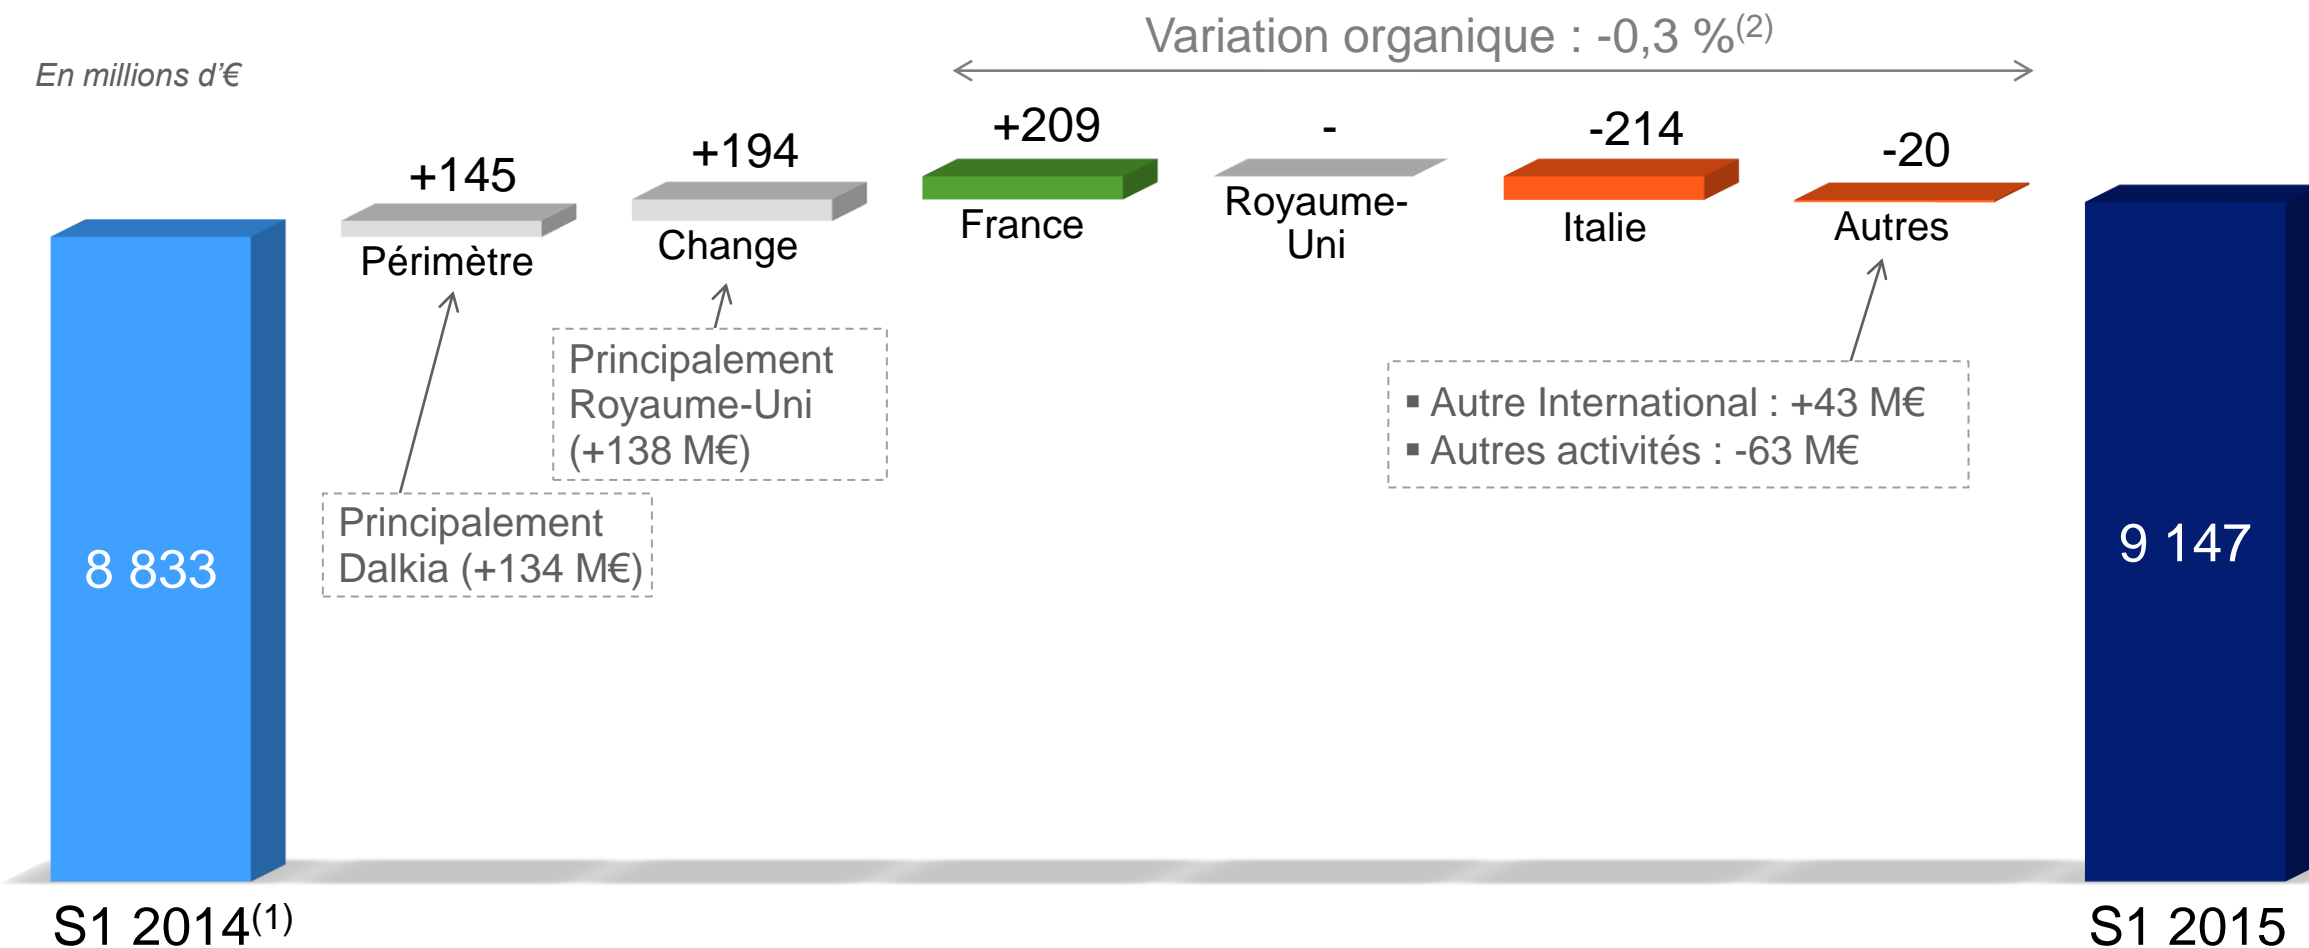 Variation organique : -0,3 %(2)
En millions d'€
+145
+194
+209
-
-214
-20
Périmètre
Change
France
Royaume-
Uni
Italie
Autres
Principalement
Royaume-Uni
(+138 M€)
▪ Autre International : +43 M€
▪ Autres activités : -63 M€
Principalement
Dalkia (+134 M€)
8 833
9 147
S1 2014(1)
S1 2015